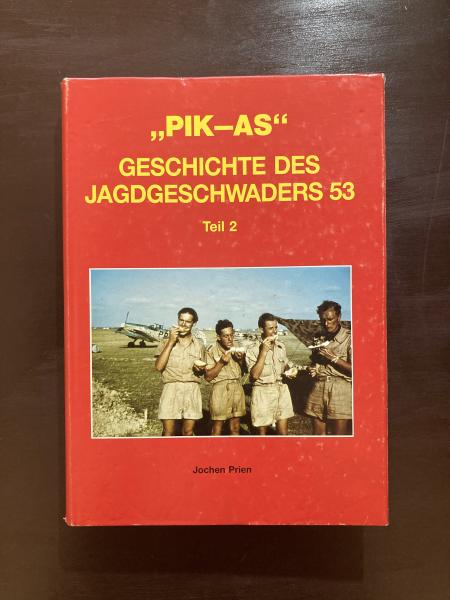 „PIK–AS“
GESCHICHTE DES
JAGDGESCHWADERS 53
Teil 2
Jochen Prien